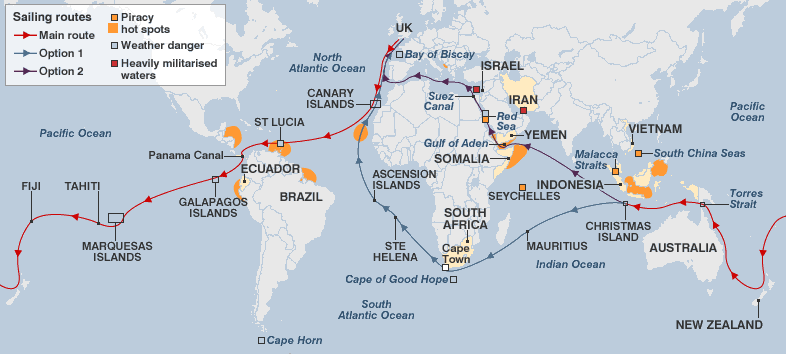 Sailing routes
Main route
Option 1
Option 2
Piracy
hot spots
Weather danger
Heavily militarised
waters
UK
Bay of Biscay
North
Atlantic Ocean
ISRAEL
CANARY
ISLANDS
Suez
Canal
IRAN
Red
Sea
Pacific
Ocean
Pacific Ocean
ST LUCIA
YEMEN
VIETNAM
Gulf of Aden
Panama Canal
SOMALIA
Malacca
Straits
South China Seas
ECUADOR
ASCENSION
ISLANDS
INDONESIA
FIJI
TAHITI
BRAZIL
SEYCHELLES
Torres
Strait
GALAPAGOS
ISLANDS
SOUTH
AFRICA
CHRISTMAS
ISLAND
MARQUESAS
ISLANDS
STE
HELENA
Cape
Town
MAURITIUS
AUSTRALIA
Indian Ocean
Cape of Good Hope
South
Atlantic Ocean
NEW ZEALAND
Cape Horn